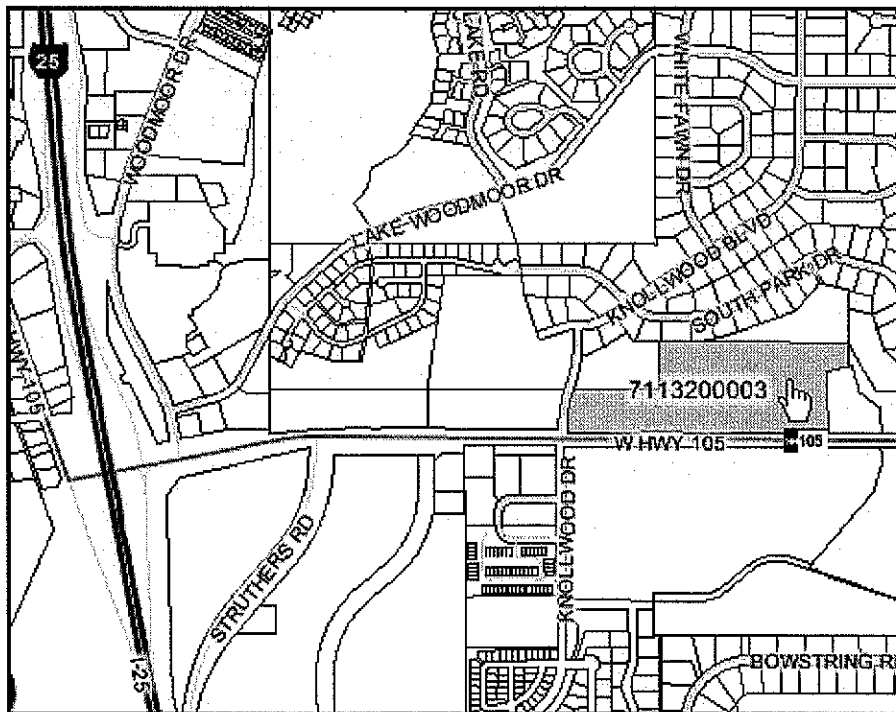 25
WOODMOOR DR
LAKE RD
WHITE FAWN DR
LAKE WOODMOOR DR
KNOLLWOOD BLVD
SOUTH PARK DR
HWY 105
7113200003
W HWY 105
105
KNOLLWOOD DR
STRUTHERS RD
I-25
BOWSTRING R